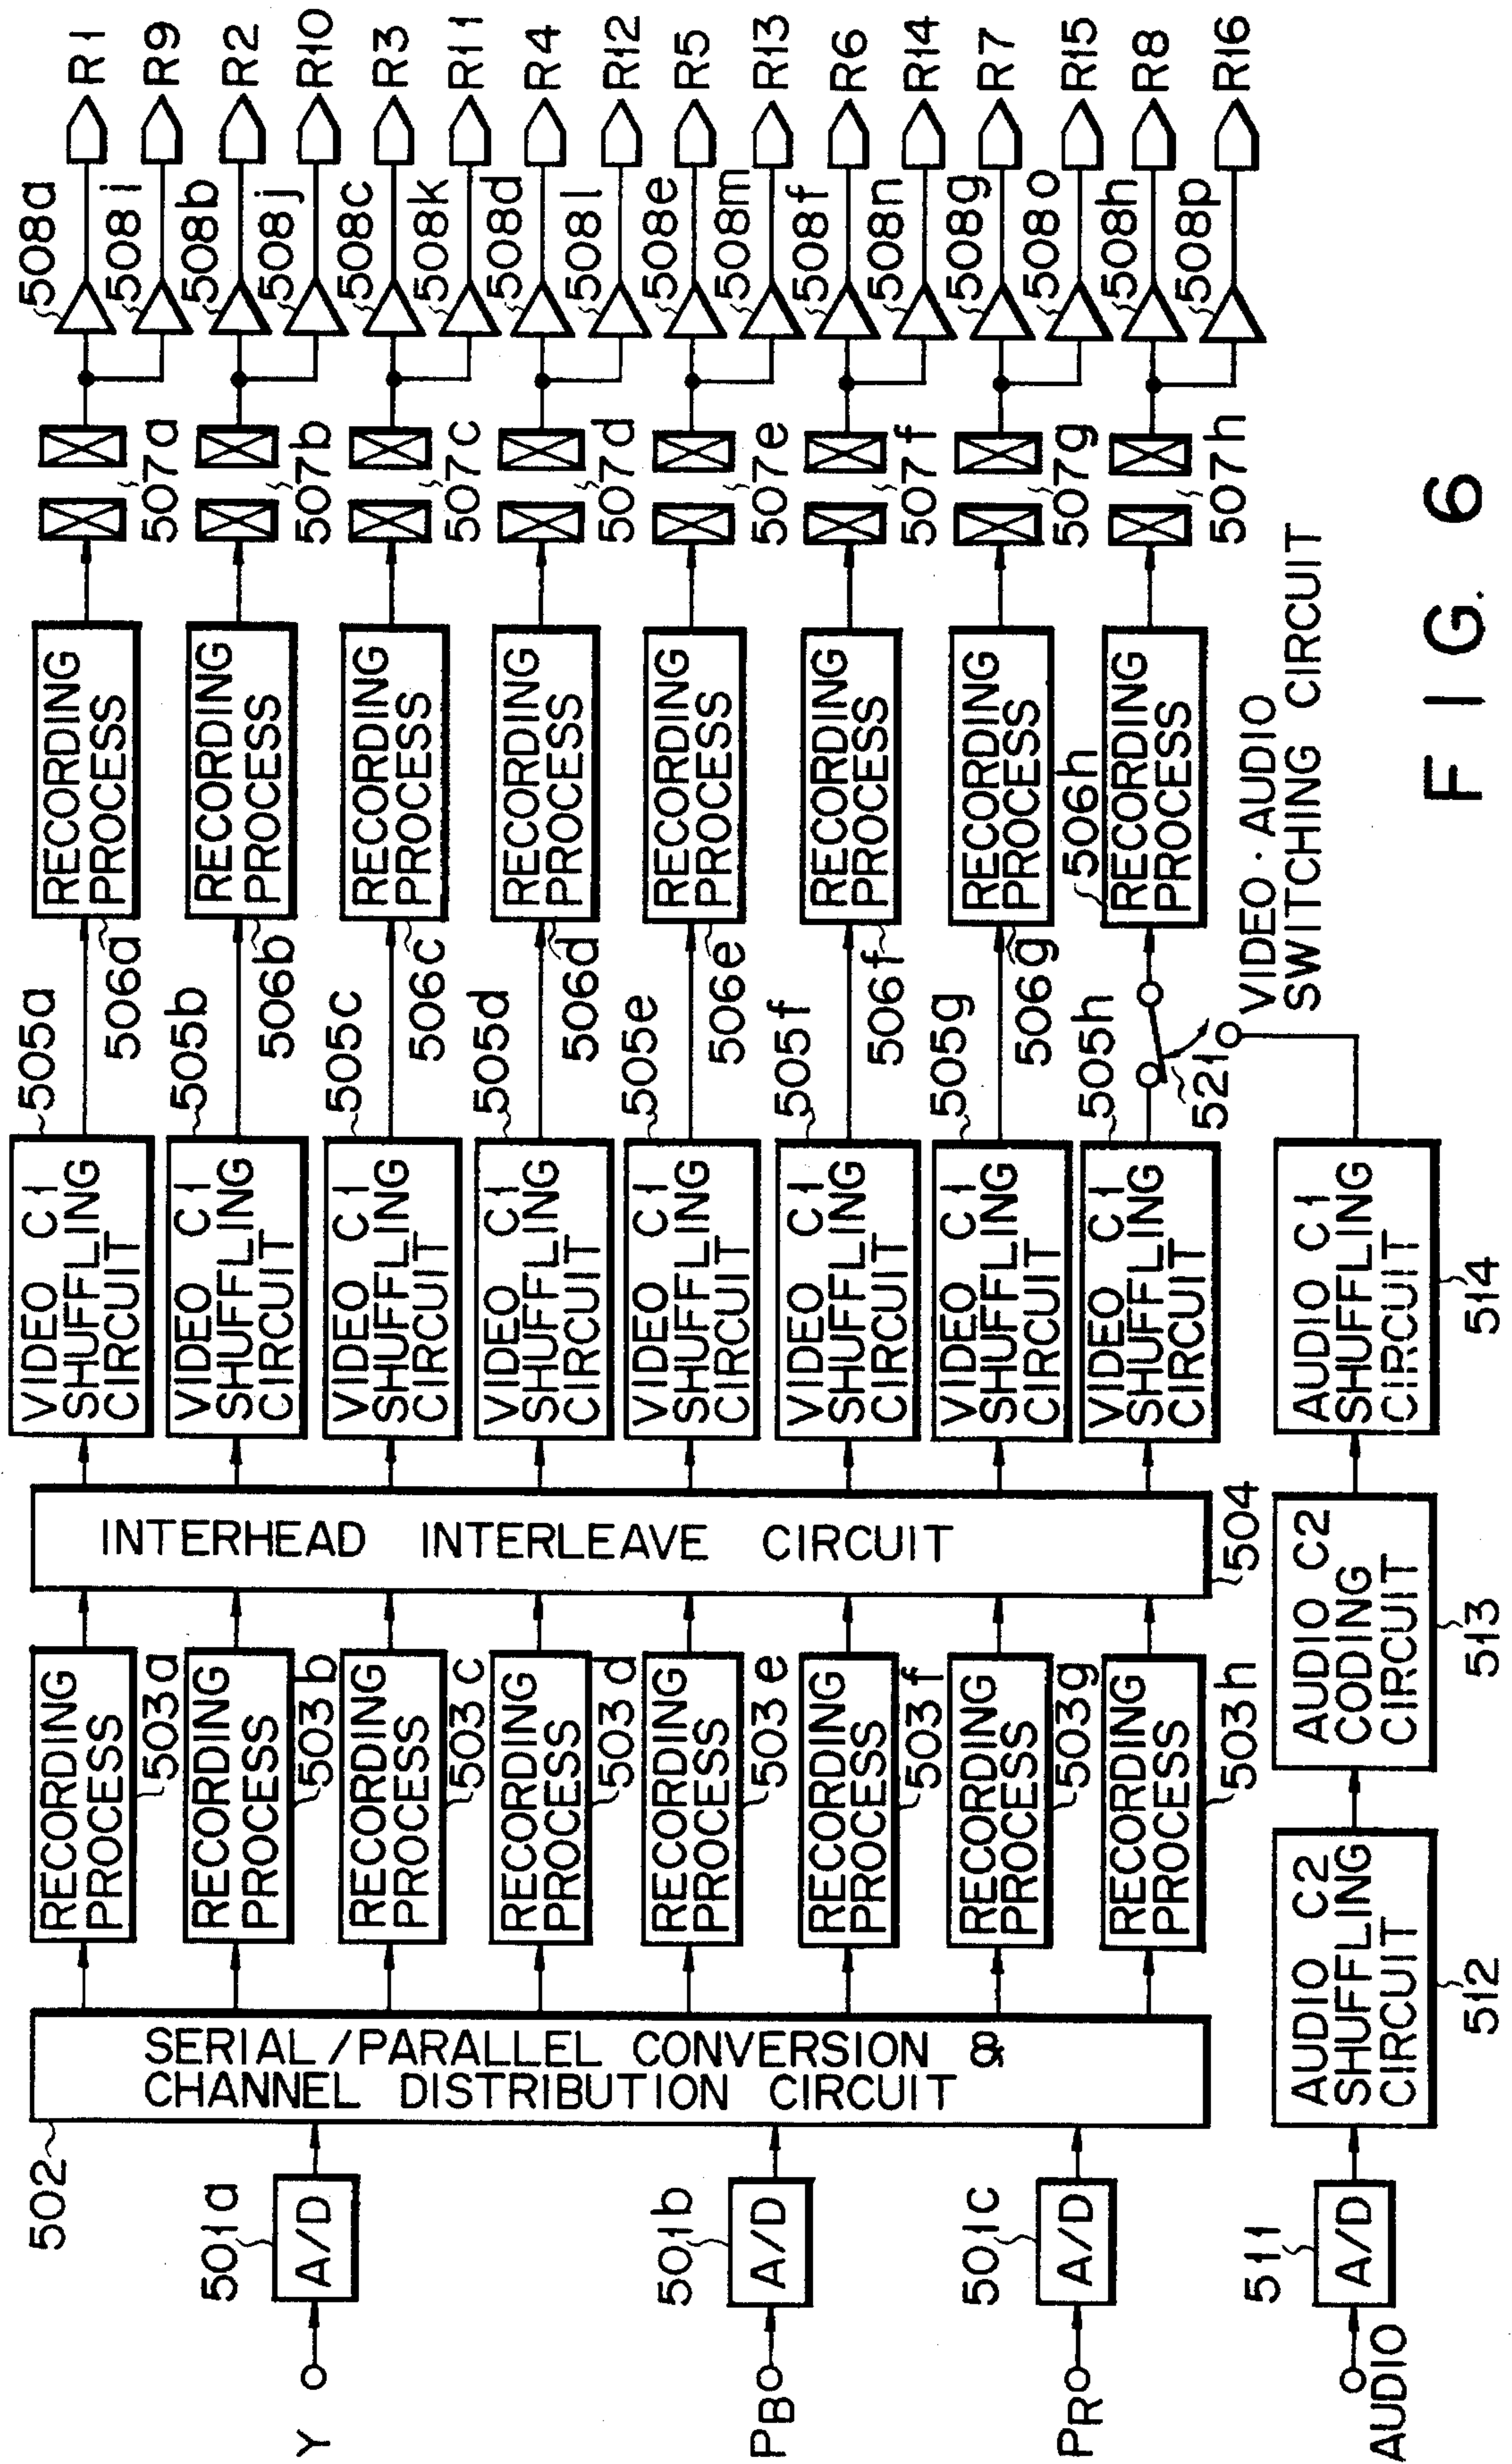 Y
501a
A/D
PB
501b
A/D
PR
501c
A/D
AUDIO
511
A/D
502
SERIAL/PARALLEL CONVERSION &
CHANNEL DISTRIBUTION CIRCUIT
RECORDING
PROCESS
503a
RECORDING
PROCESS
503b
RECORDING
PROCESS
503c
RECORDING
PROCESS
503d
RECORDING
PROCESS
503e
RECORDING
PROCESS
503f
RECORDING
PROCESS
503g
RECORDING
PROCESS
503h
INTERHEAD INTERLEAVE CIRCUIT
504
VIDEO C1
SHUFFLING
CIRCUIT
505a
VIDEO C1
SHUFFLING
CIRCUIT
505b
VIDEO C1
SHUFFLING
CIRCUIT
505c
VIDEO C1
SHUFFLING
CIRCUIT
505d
VIDEO C1
SHUFFLING
CIRCUIT
505e
VIDEO C1
SHUFFLING
CIRCUIT
505f
VIDEO C1
SHUFFLING
CIRCUIT
505g
VIDEO C1
SHUFFLING
CIRCUIT
505h
AUDIO C2
SHUFFLING
CIRCUIT
512
AUDIO C2
CODING
CIRCUIT
513
AUDIO C1
SHUFFLING
CIRCUIT
514
521
VIDEO·AUDIO
SWITCHING CIRCUIT
RECORDING
PROCESS
506a
RECORDING
PROCESS
506b
RECORDING
PROCESS
506c
RECORDING
PROCESS
506d
RECORDING
PROCESS
506e
RECORDING
PROCESS
506f
RECORDING
PROCESS
506g
RECORDING
PROCESS
506h
507a
507b
507c
507d
507e
507f
507g
507h
508a
R1
508i
R9
508b
R2
508j
R10
508c
R3
508k
R11
508d
R4
508l
R12
508e
R5
508m
R13
508f
R6
508n
R14
508g
R7
508o
R15
508h
R8
508p
R16
FIG. 6